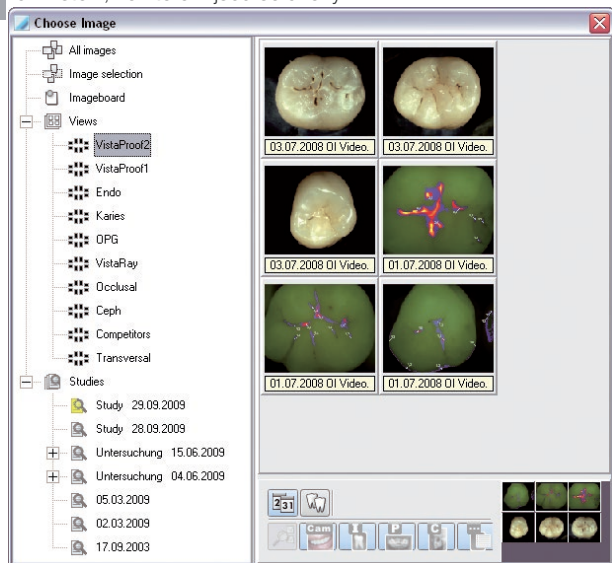 Choose Image
All images
Image selection
Imageboard
Views
VistaProof2
VistaProof1
Endo
Karies
OPG
VistaRay
Occlusal
Ceph
Competitors
Transversal
Studies
Study 29.09.2009
Study 28.09.2009
Untersuchung 15.06.2009
Untersuchung 04.06.2009
05.03.2009
02.03.2009
17.09.2003
03.07.2008 OI Video.
03.07.2008 OI Video.
03.07.2008 OI Video.
01.07.2008 OI Video.
01.07.2008 OI Video.
01.07.2008 OI Video.
2 31
Cam
I
P
C